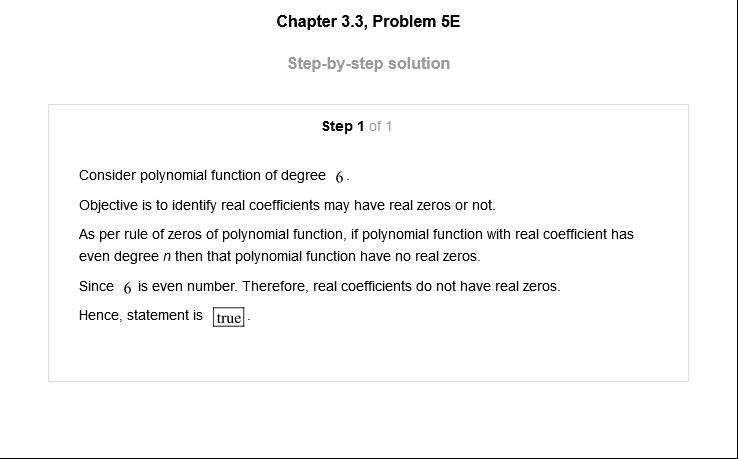 Chapter 3.3, Problem 5E
Step-by-step solution
Step 1 of 1
Consider polynomial function of degree 6.
Objective is to identify real coefficients may have real zeros or not.
As per rule of zeros of polynomial function, if polynomial function with real coefficient has
even degree n then that polynomial function have no real zeros.
Since 6 is even number. Therefore, real coefficients do not have real zeros.
Hence, statement is true.